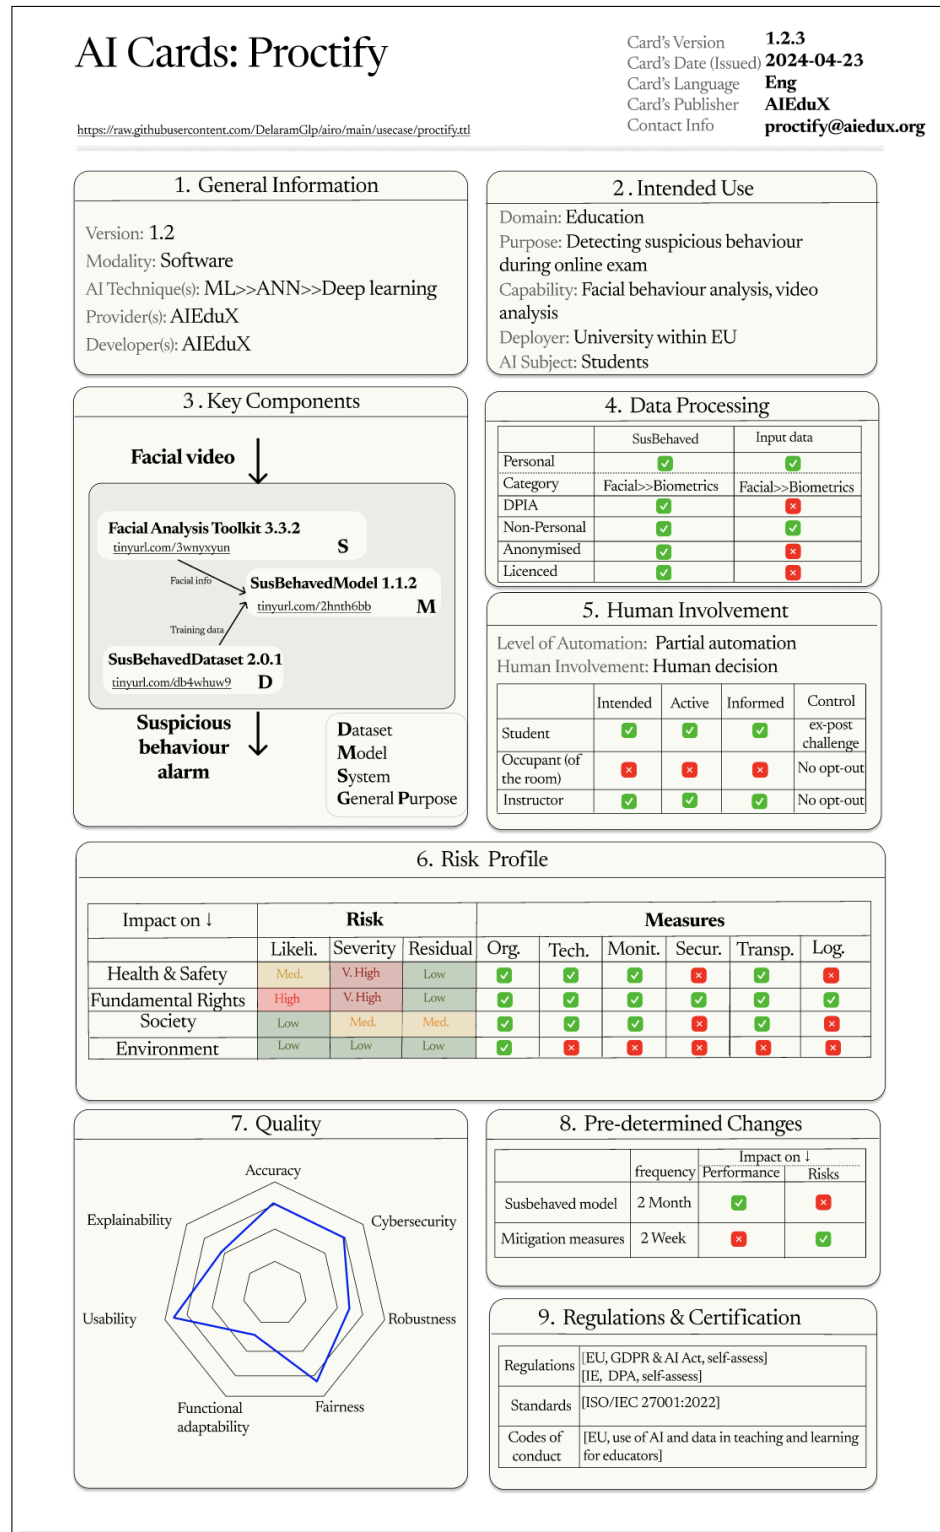 AI Cards: Proctify
Card's Version 1.2.3
Card's Date (Issued) 2024-04-23
Card's Language Eng
Card's Publisher AIEduX
Contact Info proctify@aiedux.org
https://raw.githubusercontent.com/DelaramGlp/airo/main/usecase/proctify.ttl
1. General Information
Version: 1.2
Modality: Software
AI Technique(s): ML>>ANN>>Deep learning
Provider(s): AIEduX
Developer(s): AIEduX
2. Intended Use
Domain: Education
Purpose: Detecting suspicious behaviour
during online exam
Capability: Facial behaviour analysis, video
analysis
Deployer: University within EU
AI Subject: Students
3. Key Components
Facial video
Facial Analysis Toolkit 3.3.2
tinyurl.com/3wnyxyun S
Facial info
SusBehavedModel 1.1.2
tinyurl.com/2hnth6bb M
Training data
SusBehavedDataset 2.0.1
tinyurl.com/db4whuw9 D
Suspicious
behaviour
alarm
Dataset
Model
System
General Purpose
4. Data Processing
SusBehaved Input data
Personal ✅ ✅
Category Facial>>Biometrics Facial>>Biometrics
DPIA ✅ ❌
Non-Personal ✅ ✅
Anonymised ✅ ❌
Licenced ✅ ❌
5. Human Involvement
Level of Automation: Partial automation
Human Involvement: Human decision
Intended Active Informed Control
Student ✅ ✅ ✅ ex-post
challenge
Occupant (of
the room) ❌ ❌ ❌ No opt-out
Instructor ✅ ✅ ✅ No opt-out
6. Risk Profile
Impact on ↓ Risk Measures
Likeli. Severity Residual Org. Tech. Monit. Secur. Transp. Log.
Health & Safety Med. V. High Low ✅ ✅ ✅ ❌ ✅ ❌
Fundamental Rights High V. High Low ✅ ✅ ✅ ✅ ✅ ✅
Society Low Med. Med. ✅ ✅ ✅ ❌ ✅ ❌
Environment Low Low Low ✅ ❌ ❌ ❌ ❌ ❌
7. Quality
Accuracy
Explainability
Cybersecurity
Usability
Robustness
Functional
adaptability
Fairness
8. Pre-determined Changes
Impact on ↓
frequency Performance Risks
Susbehaved model 2 Month ✅ ❌
Mitigation measures 2 Week ❌ ✅
9. Regulations & Certification
Regulations [EU, GDPR & AI Act, self-assess]
[IE, DPA, self-assess]
Standards [ISO/IEC 27001:2022]
Codes of
conduct [EU, use of AI and data in teaching and learning
for educators]